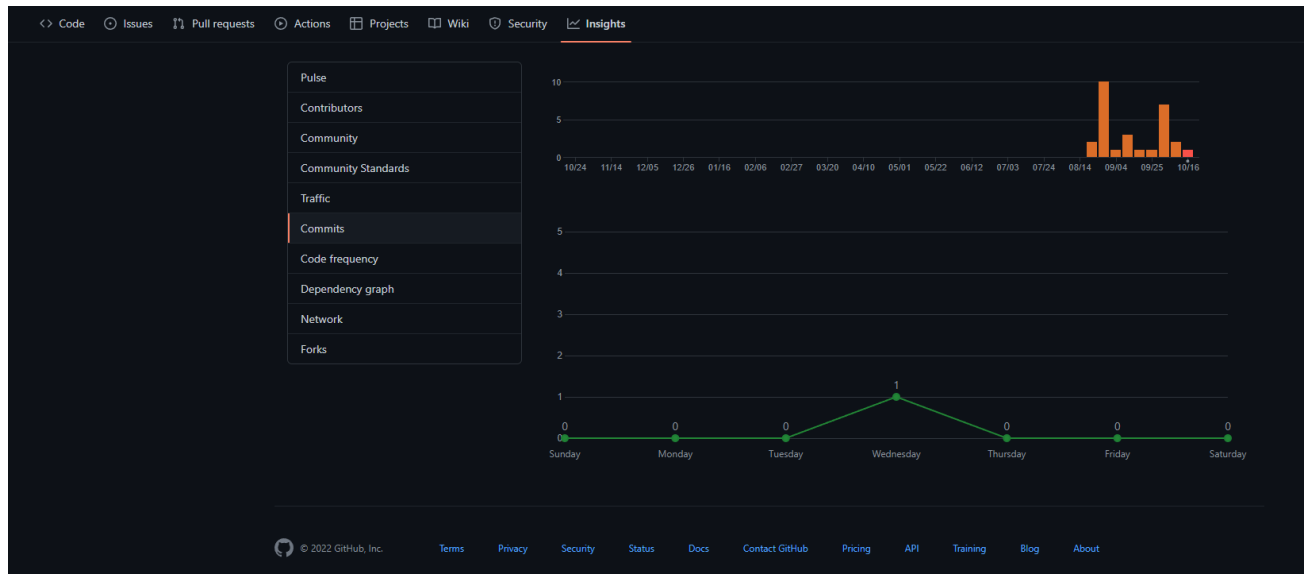 Code Issues Pull requests Actions Projects Wiki Security Insights
Pulse
Contributors
Community
Community Standards
Traffic
Commits
Code frequency
Dependency graph
Network
Forks
10
5
0
10/24 11/14 12/05 12/26 01/16 02/06 02/27 03/20 04/10 05/01 05/22 06/12 07/03 07/24 08/14 09/04 09/25 10/16
5
4
3
2
1
0
1
0 0 0 0 0 0
Sunday Monday Tuesday Wednesday Thursday Friday Saturday
© 2022 GitHub, Inc. Terms Privacy Security Status Docs Contact GitHub Pricing API Training Blog About